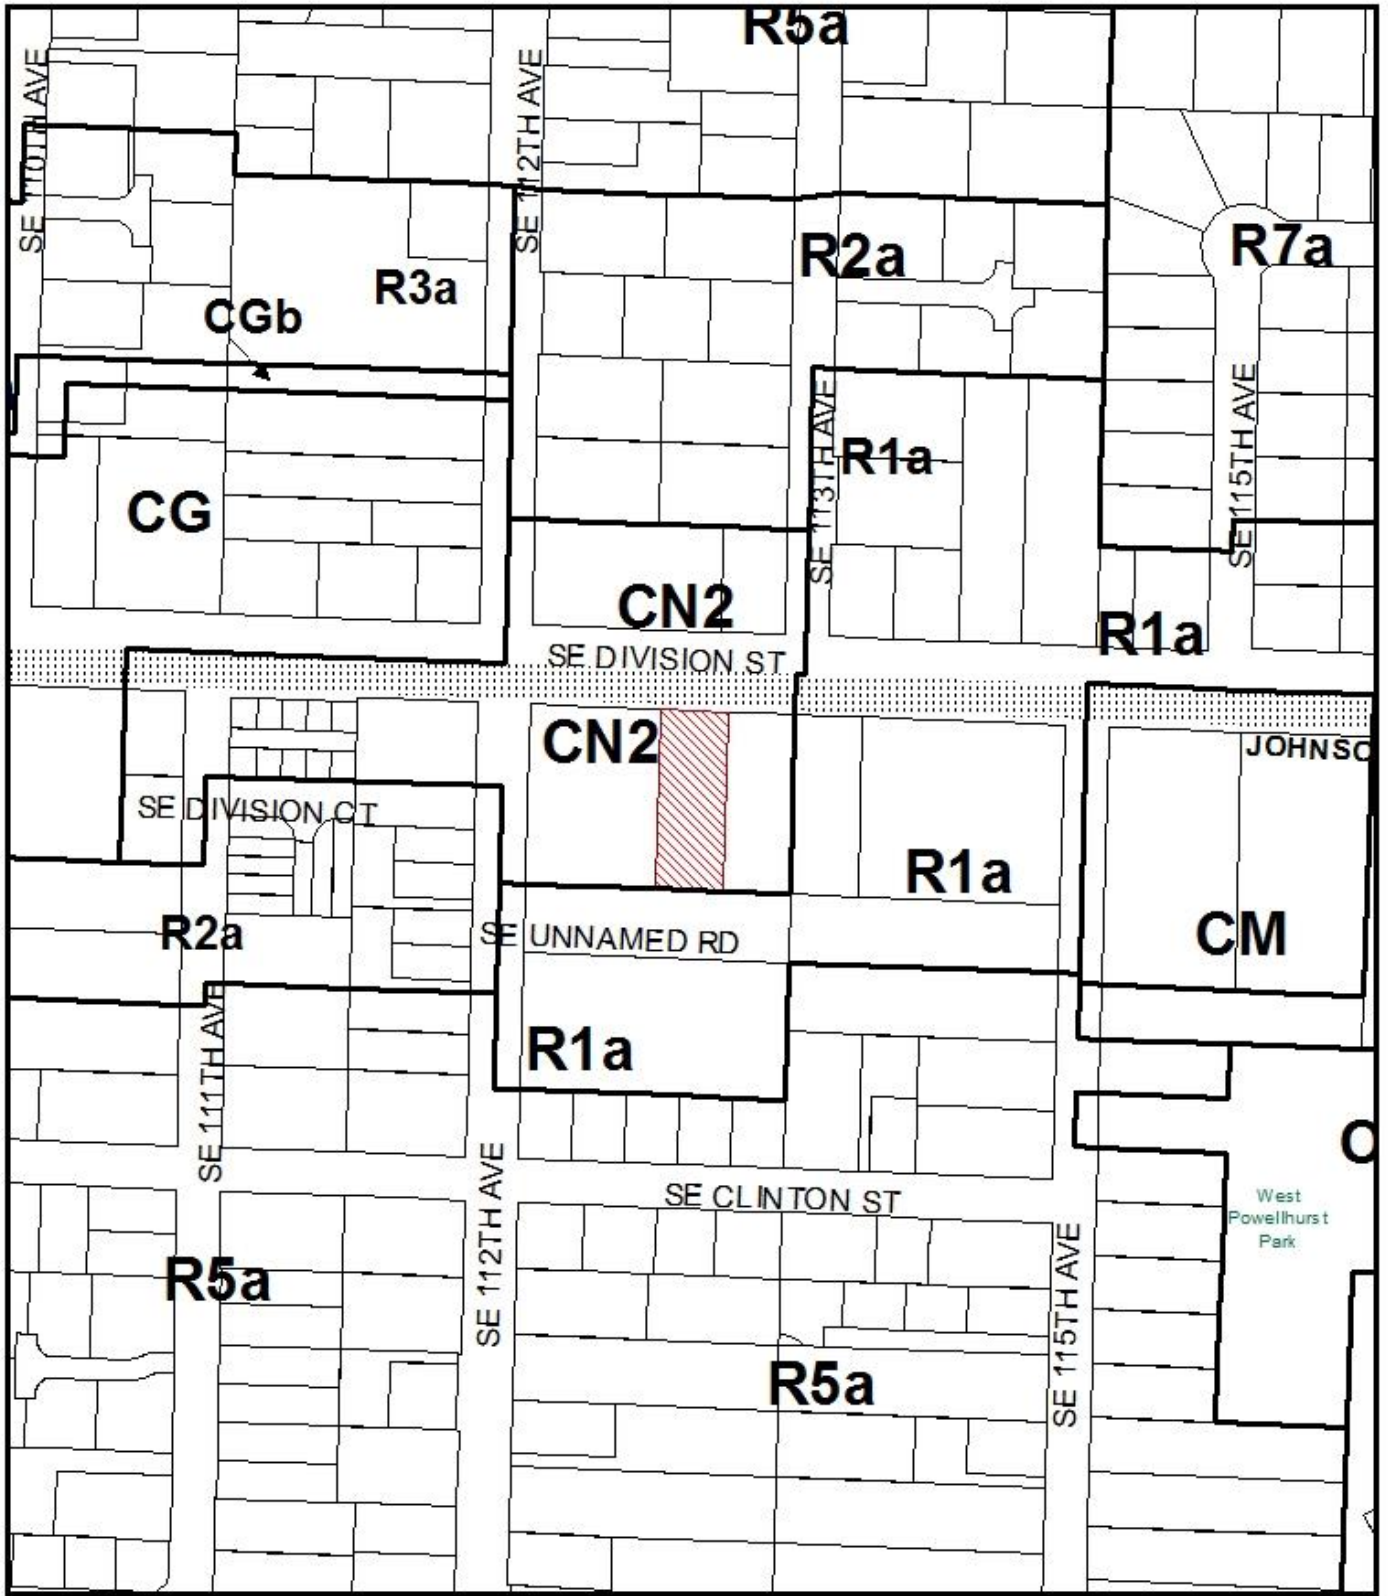 R5a
SE 110TH AVE
SE 112TH AVE
R2a
R7a
R3a
CGb
SE 113TH AVE
SE 115TH AVE
R1a
CG
CN2
R1a
SE DIVISION ST
CN2
JOHNSC
SE DIVISION CT
R1a
R2a
SE UNNAMED RD
CM
SE 111TH AVE
R1a
O
SE 112TH AVE
SE CLINTON ST
West
Powellhurst
Park
R5a
SE 115TH AVE
R5a